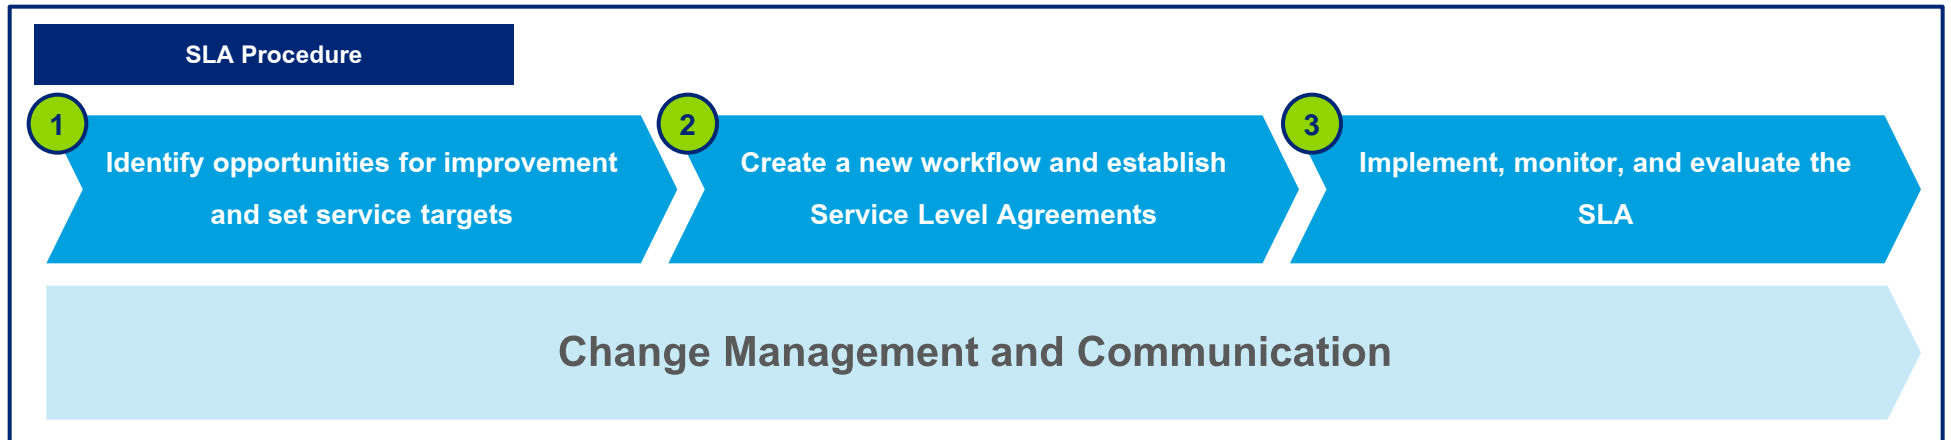 SLA Procedure
1
Identify opportunities for improvement
and set service targets
2
Create a new workflow and establish
Service Level Agreements
3
Implement, monitor, and evaluate the
SLA
Change Management and Communication